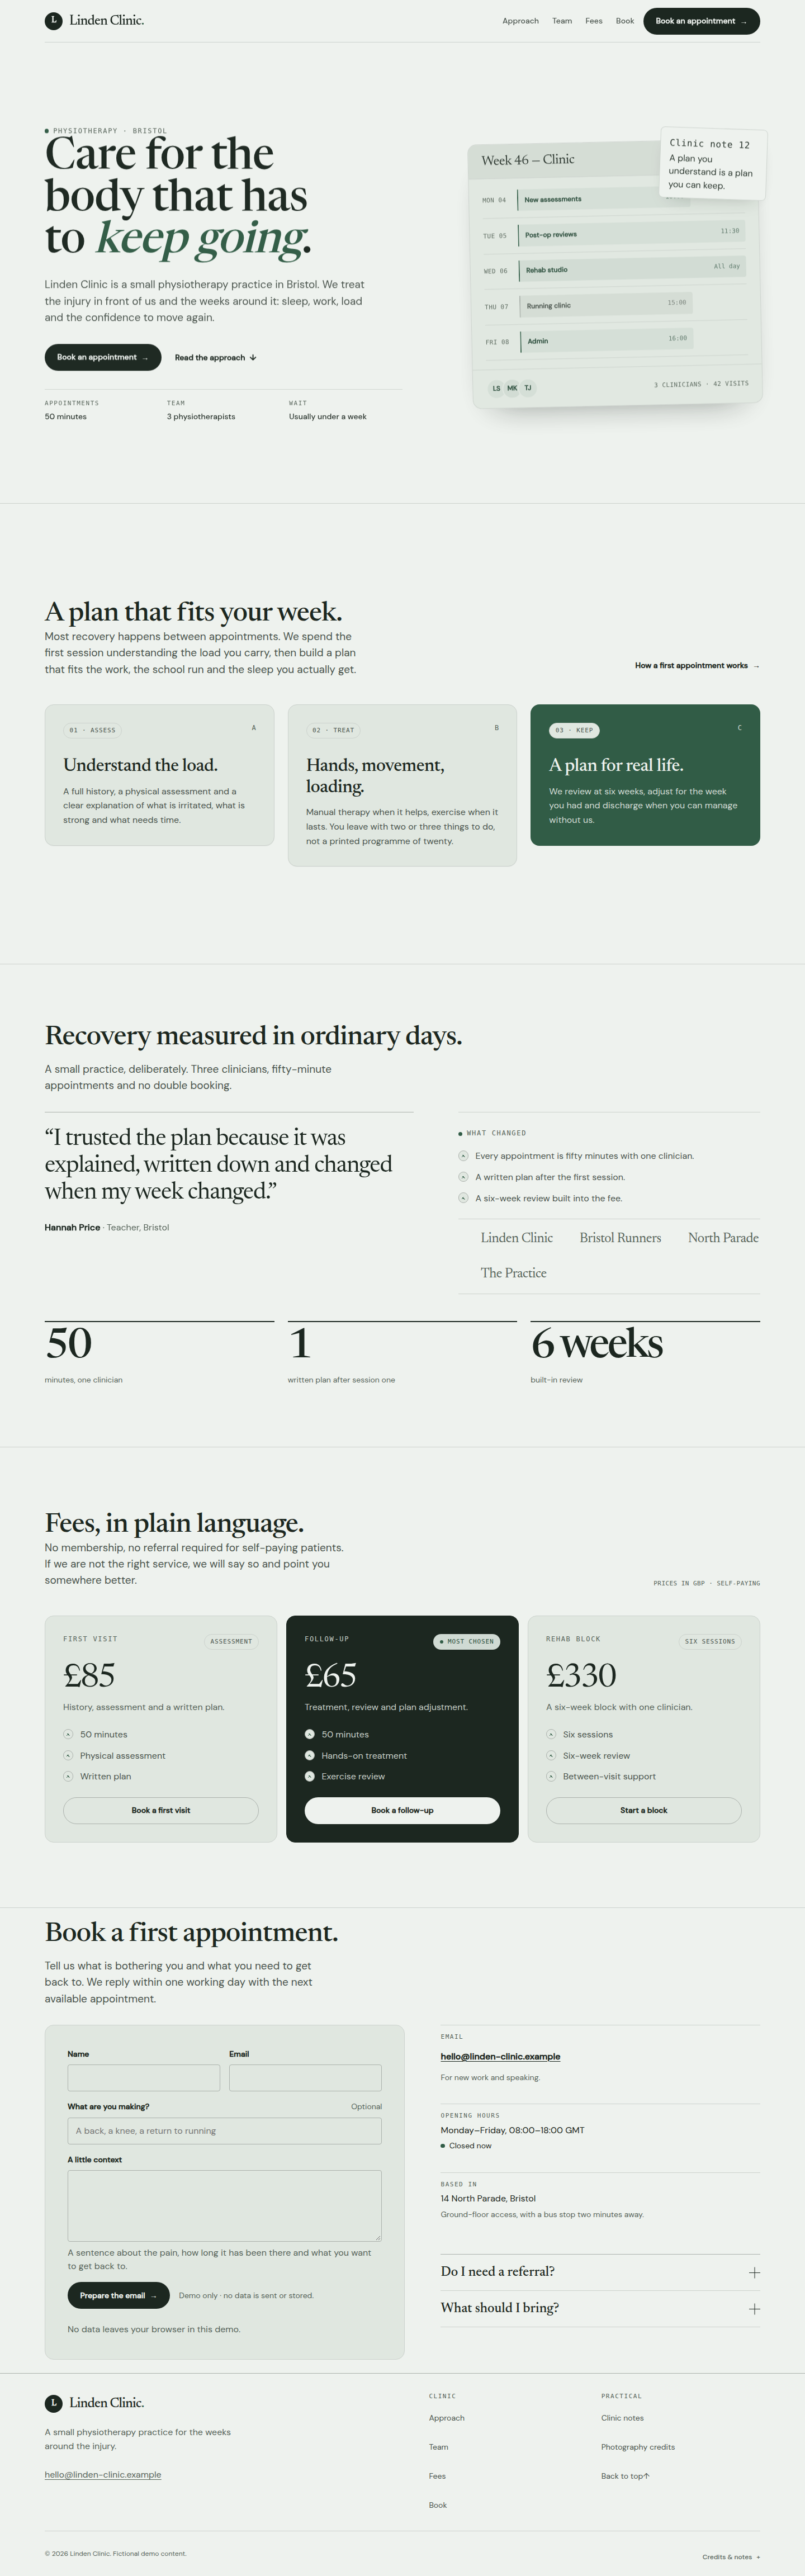 L Linden Clinic.
Approach Team Fees Book Book an appointment →
PHYSIOTHERAPY · BRISTOL
Care for the
body that has
to keep going.
Linden Clinic is a small physiotherapy practice in Bristol. We treat
the injury in front of us and the weeks around it: sleep, work, load
and the confidence to move again.
Book an appointment → Read the approach ↓
APPOINTMENTS
50 minutes
TEAM
3 physiotherapists
WAIT
Usually under a week
Week 46 — Clinic
Clinic note 12
A plan you
understand is a plan
you can keep.
MON 04 New assessments
TUE 05 Post-op reviews 11:30
WED 06 Rehab studio All day
THU 07 Running clinic 15:00
FRI 08 Admin 16:00
LS MK TJ 3 CLINICIANS · 42 VISITS
A plan that fits your week.
Most recovery happens between appointments. We spend the
first session understanding the load you carry, then build a plan
that fits the work, the school run and the sleep you actually get.
How a first appointment works →
01 · ASSESS A
Understand the load.
A full history, a physical assessment and a
clear explanation of what is irritated, what is
strong and what needs time.
02 · TREAT B
Hands, movement,
loading.
Manual therapy when it helps, exercise when it
lasts. You leave with two or three things to do,
not a printed programme of twenty.
03 · KEEP C
A plan for real life.
We review at six weeks, adjust for the week
you had and discharge when you can manage
without us.
Recovery measured in ordinary days.
A small practice, deliberately. Three clinicians, fifty-minute
appointments and no double booking.
“I trusted the plan because it was
explained, written down and changed
when my week changed.”
Hannah Price · Teacher, Bristol
WHAT CHANGED
Every appointment is fifty minutes with one clinician.
A written plan after the first session.
A six-week review built into the fee.
Linden Clinic Bristol Runners North Parade
The Practice
50
minutes, one clinician
1
written plan after session one
6 weeks
built-in review
Fees, in plain language.
No membership, no referral required for self-paying patients.
If we are not the right service, we will say so and point you
somewhere better.
PRICES IN GBP · SELF-PAYING
FIRST VISIT ASSESSMENT
£85
History, assessment and a written plan.
50 minutes
Physical assessment
Written plan
Book a first visit
FOLLOW-UP MOST CHOSEN
£65
Treatment, review and plan adjustment.
50 minutes
Hands-on treatment
Exercise review
Book a follow-up
REHAB BLOCK SIX SESSIONS
£330
A six-week block with one clinician.
Six sessions
Six-week review
Between-visit support
Start a block
Book a first appointment.
Tell us what is bothering you and what you need to get
back to. We reply within one working day with the next
available appointment.
Name Email
What are you making? Optional
A back, a knee, a return to running
A little context
A sentence about the pain, how long it has been there and what you want
to get back to.
Prepare the email → Demo only · no data is sent or stored.
No data leaves your browser in this demo.
EMAIL
hello@linden-clinic.example
For new work and speaking.
OPENING HOURS
Monday–Friday, 08:00–18:00 GMT
Closed now
BASED IN
14 North Parade, Bristol
Ground-floor access, with a bus stop two minutes away.
Do I need a referral?
What should I bring?
L Linden Clinic.
A small physiotherapy practice for the weeks
around the injury.
hello@linden-clinic.example
CLINIC
Approach
Team
Fees
Book
PRACTICAL
Clinic notes
Photography credits
Back to top↑
© 2026 Linden Clinic. Fictional demo content.
Credits & notes +